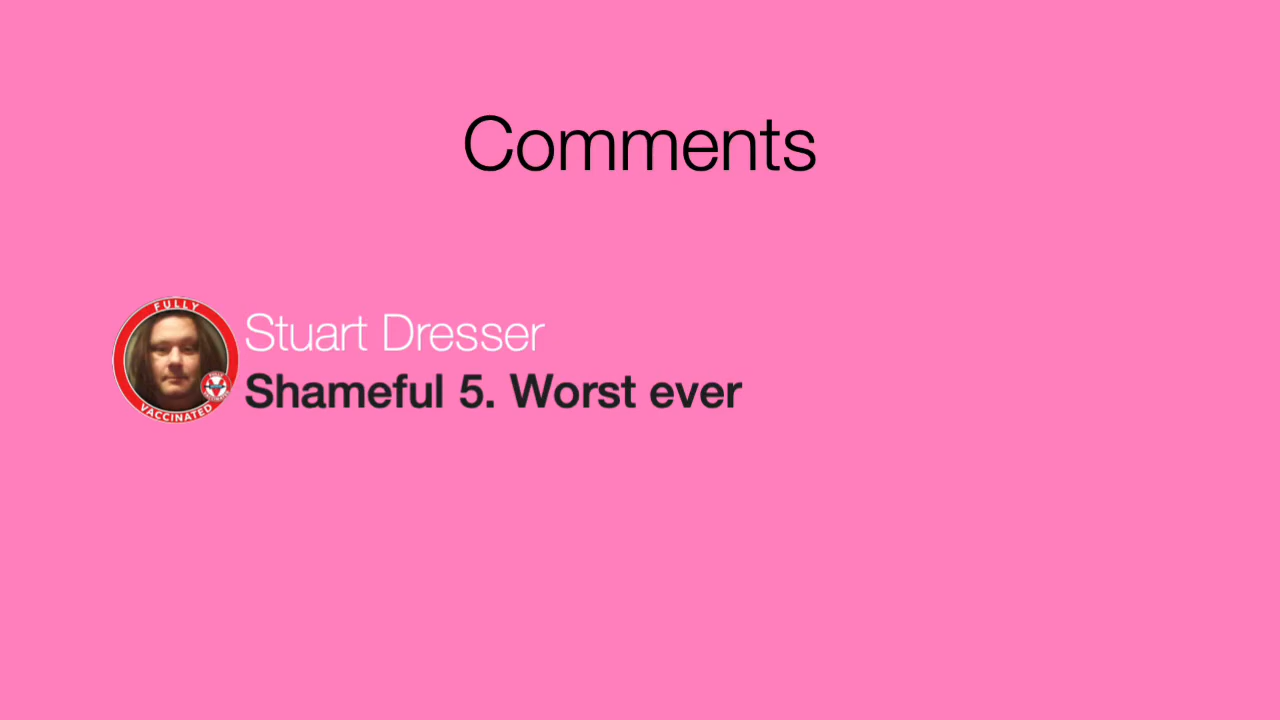 Comments
FULLY
VACCINATED
Stuart Dresser
Shameful 5. Worst ever